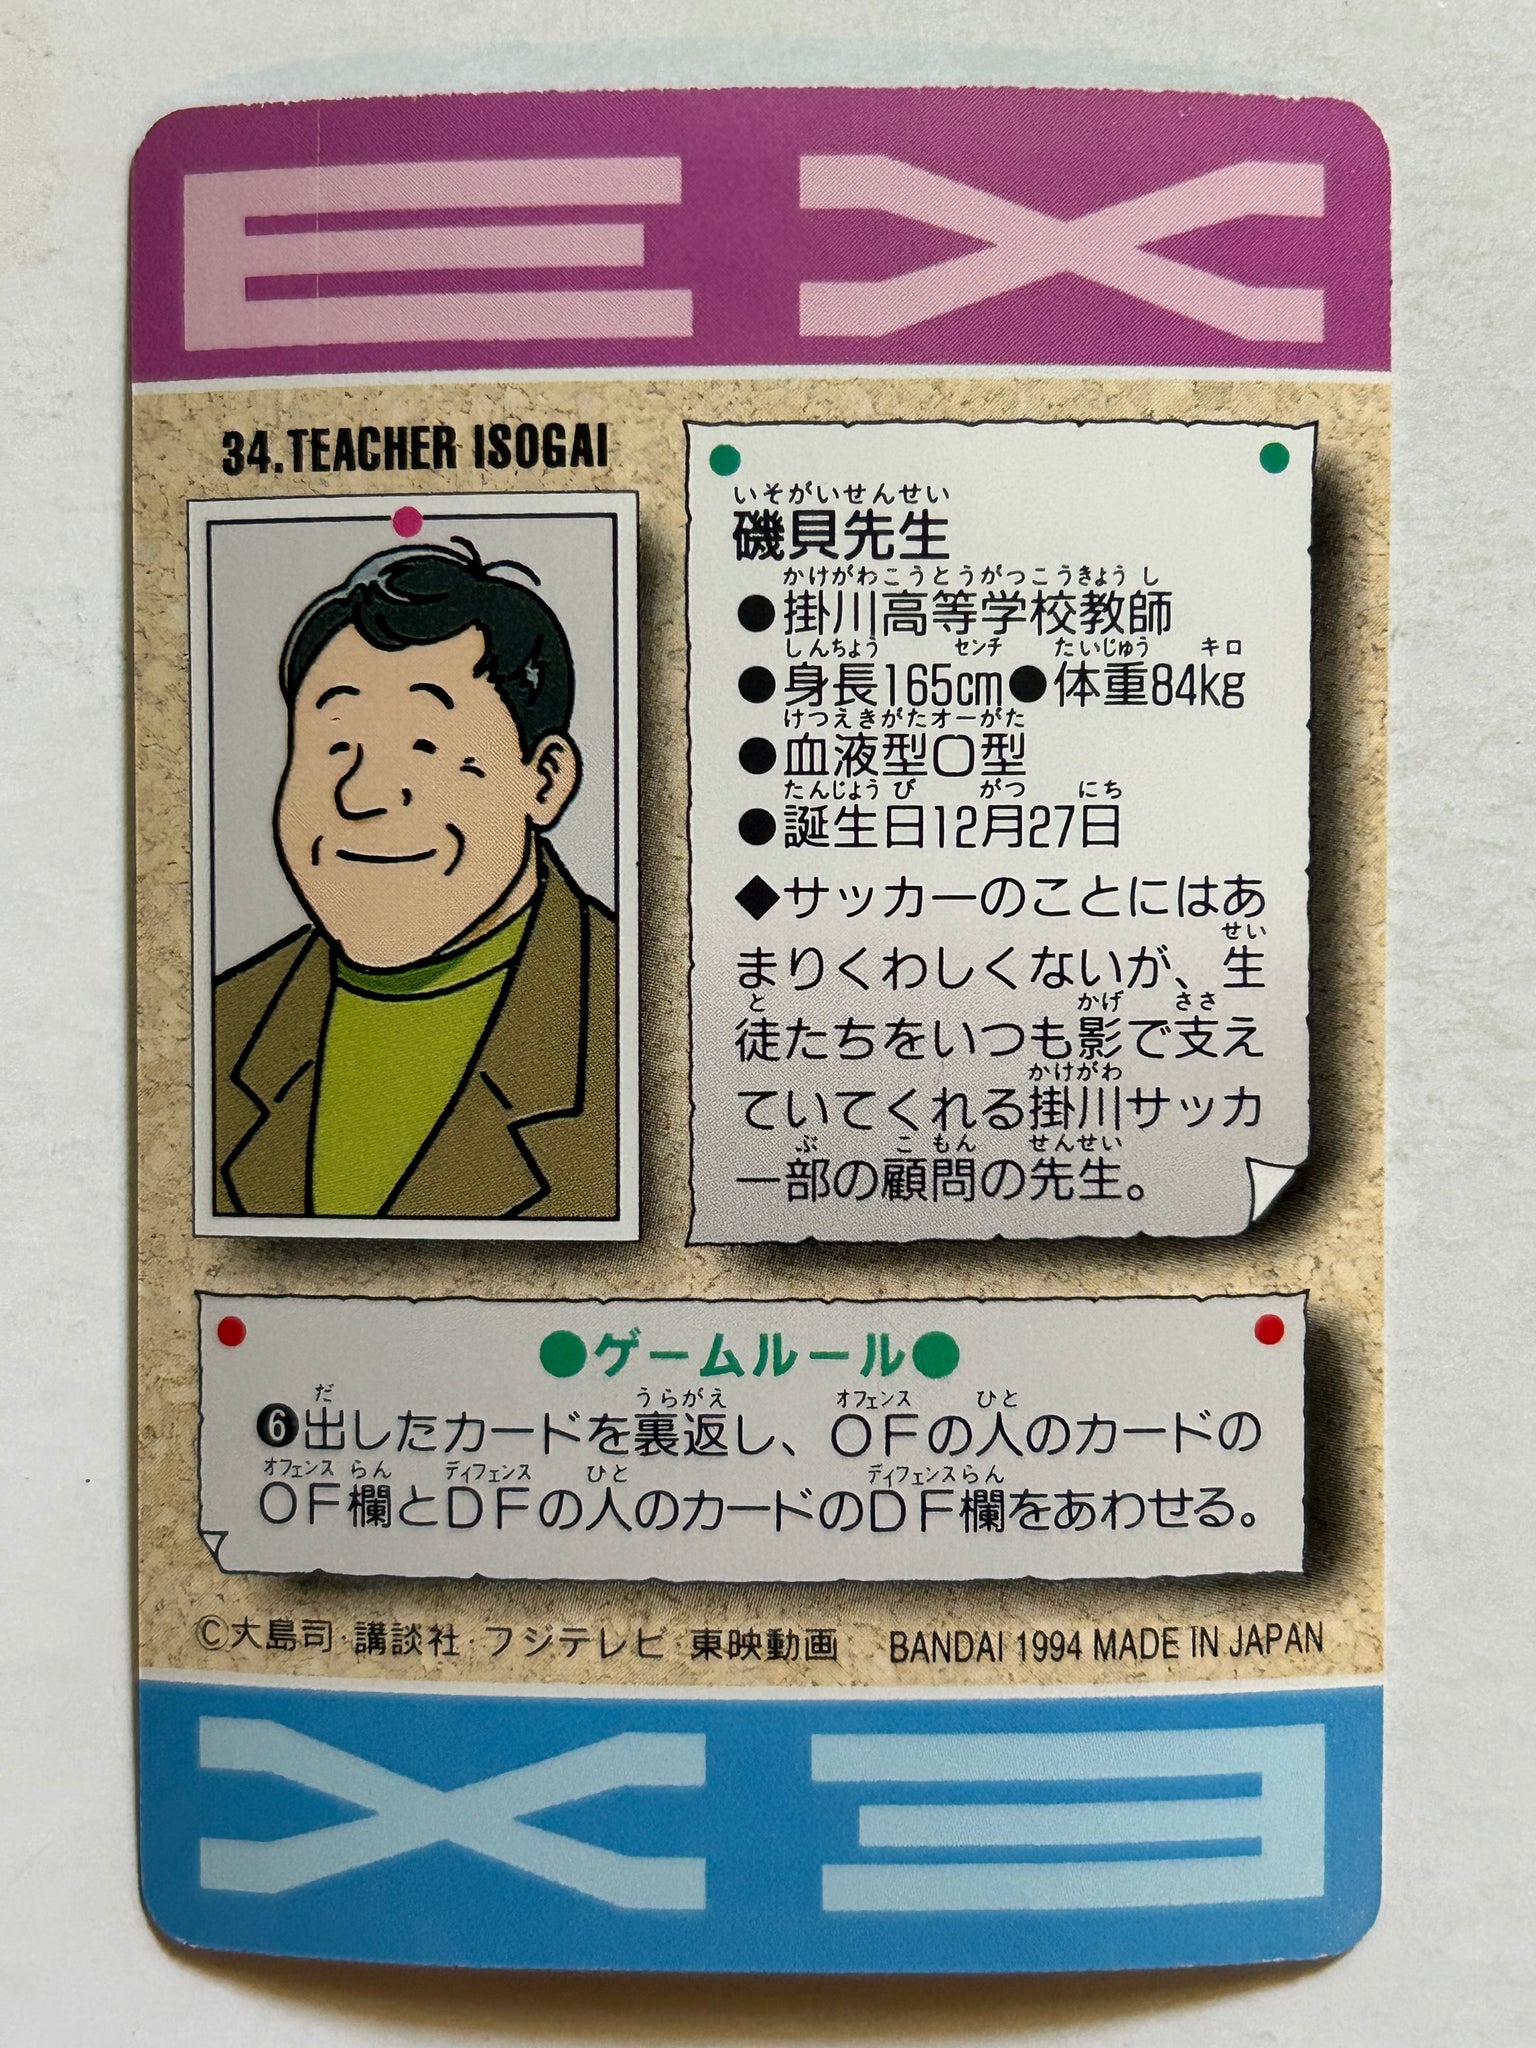 EX
34.TEACHER ISOGAI
いそがいせんせい
磯貝先生
かけがわこうとうがっこうきょうし
●掛川高等学校教師
しんちょう センチ たいじゅう キロ
●身長165cm●体重84kg
けつえきがたオーがた
●血液型O型
たんじょうび がつ にち
●誕生日12月27日
◆サッカーのことにはあ
せい
まりくわしくないが、生
と かげ ささ
徒たちをいつも影で支え
かけがわ
ていてくれる掛川サッカ
ぶ こもん せんせい
ー部の顧問の先生。
●ゲームルール●
だ うらがえ オフェンス ひと
❻出したカードを裏返し、OFの人のカードの
オフェンス らん ディフェンス ひと ディフェンスらん
OF欄とDFの人のカードのDF欄をあわせる。
©大島司·講談社·フジテレビ·東映動画 BANDAI 1994 MADE IN JAPAN
EX